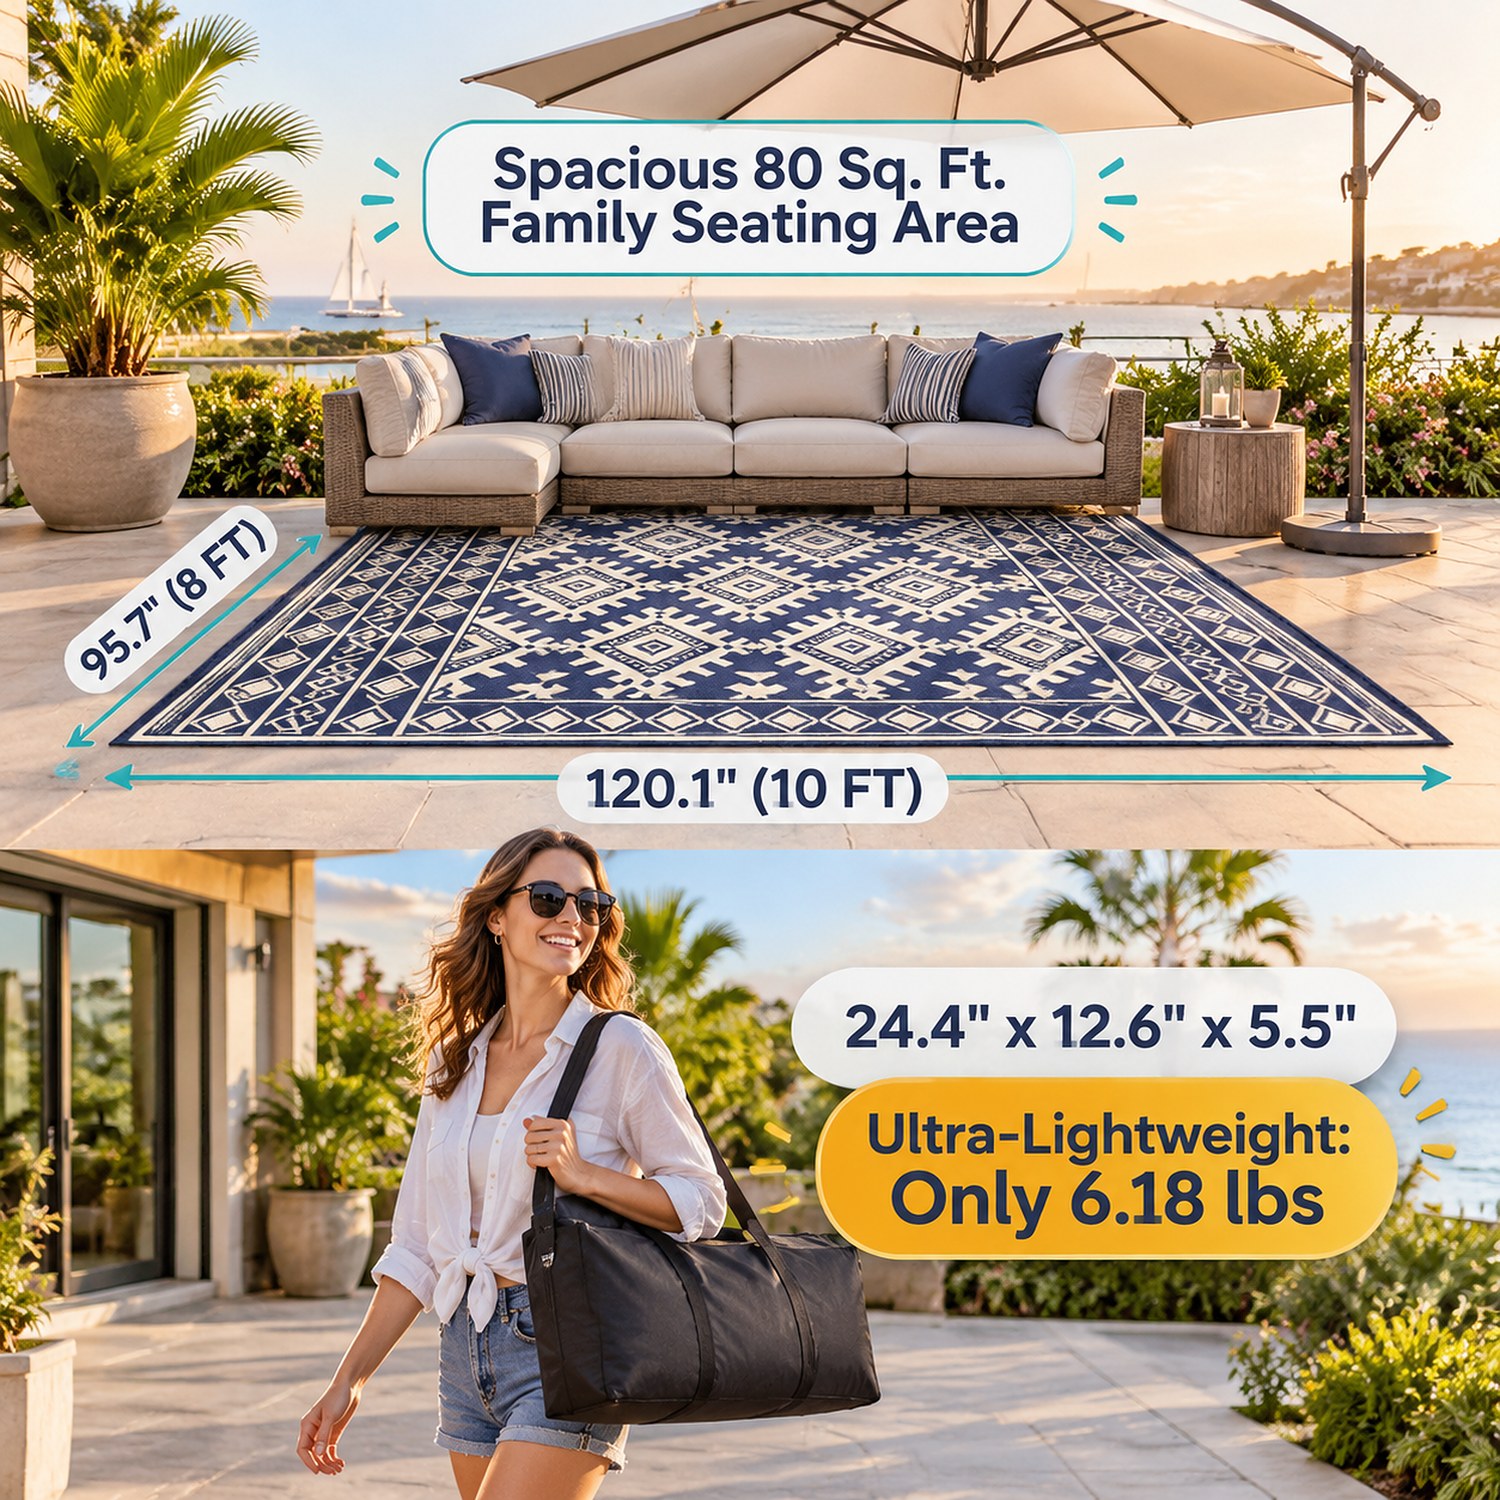 Spacious 80 Sq. Ft.
Family Seating Area
95.7" (8 FT)
120.1" (10 FT)
24.4" x 12.6" x 5.5"
Ultra-Lightweight:
Only 6.18 lbs